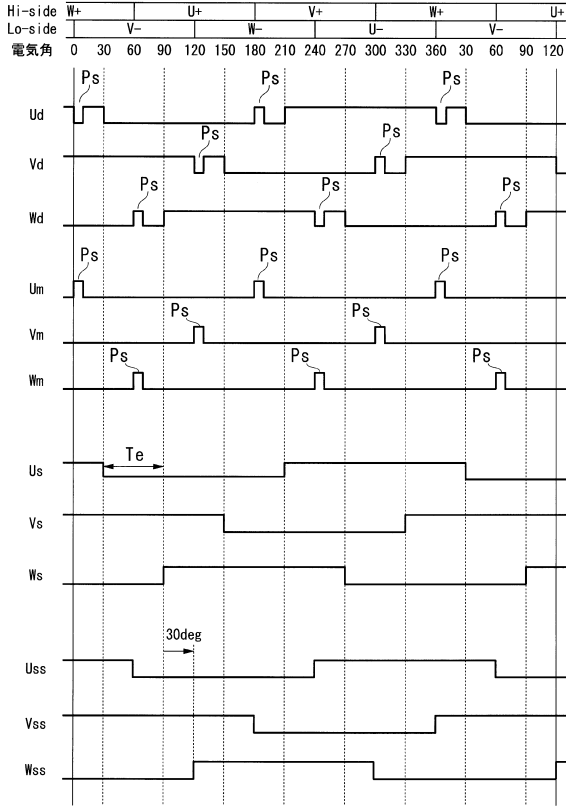 Hi-side W+ U+ V+ W+ U+
Lo-side V− W− U− V−
電気角 0 30 60 90 120 150 180 210 240 270 300 330 360 30 60 90 120
Ps Ps Ps
Ud
Ps Ps
Vd
Ps Ps Ps
Wd
Ps Ps Ps
Um
Ps Ps
Vm
Ps Ps Ps
Wm
Te
Us
Vs
Ws
30deg
Uss
Vss
Wss